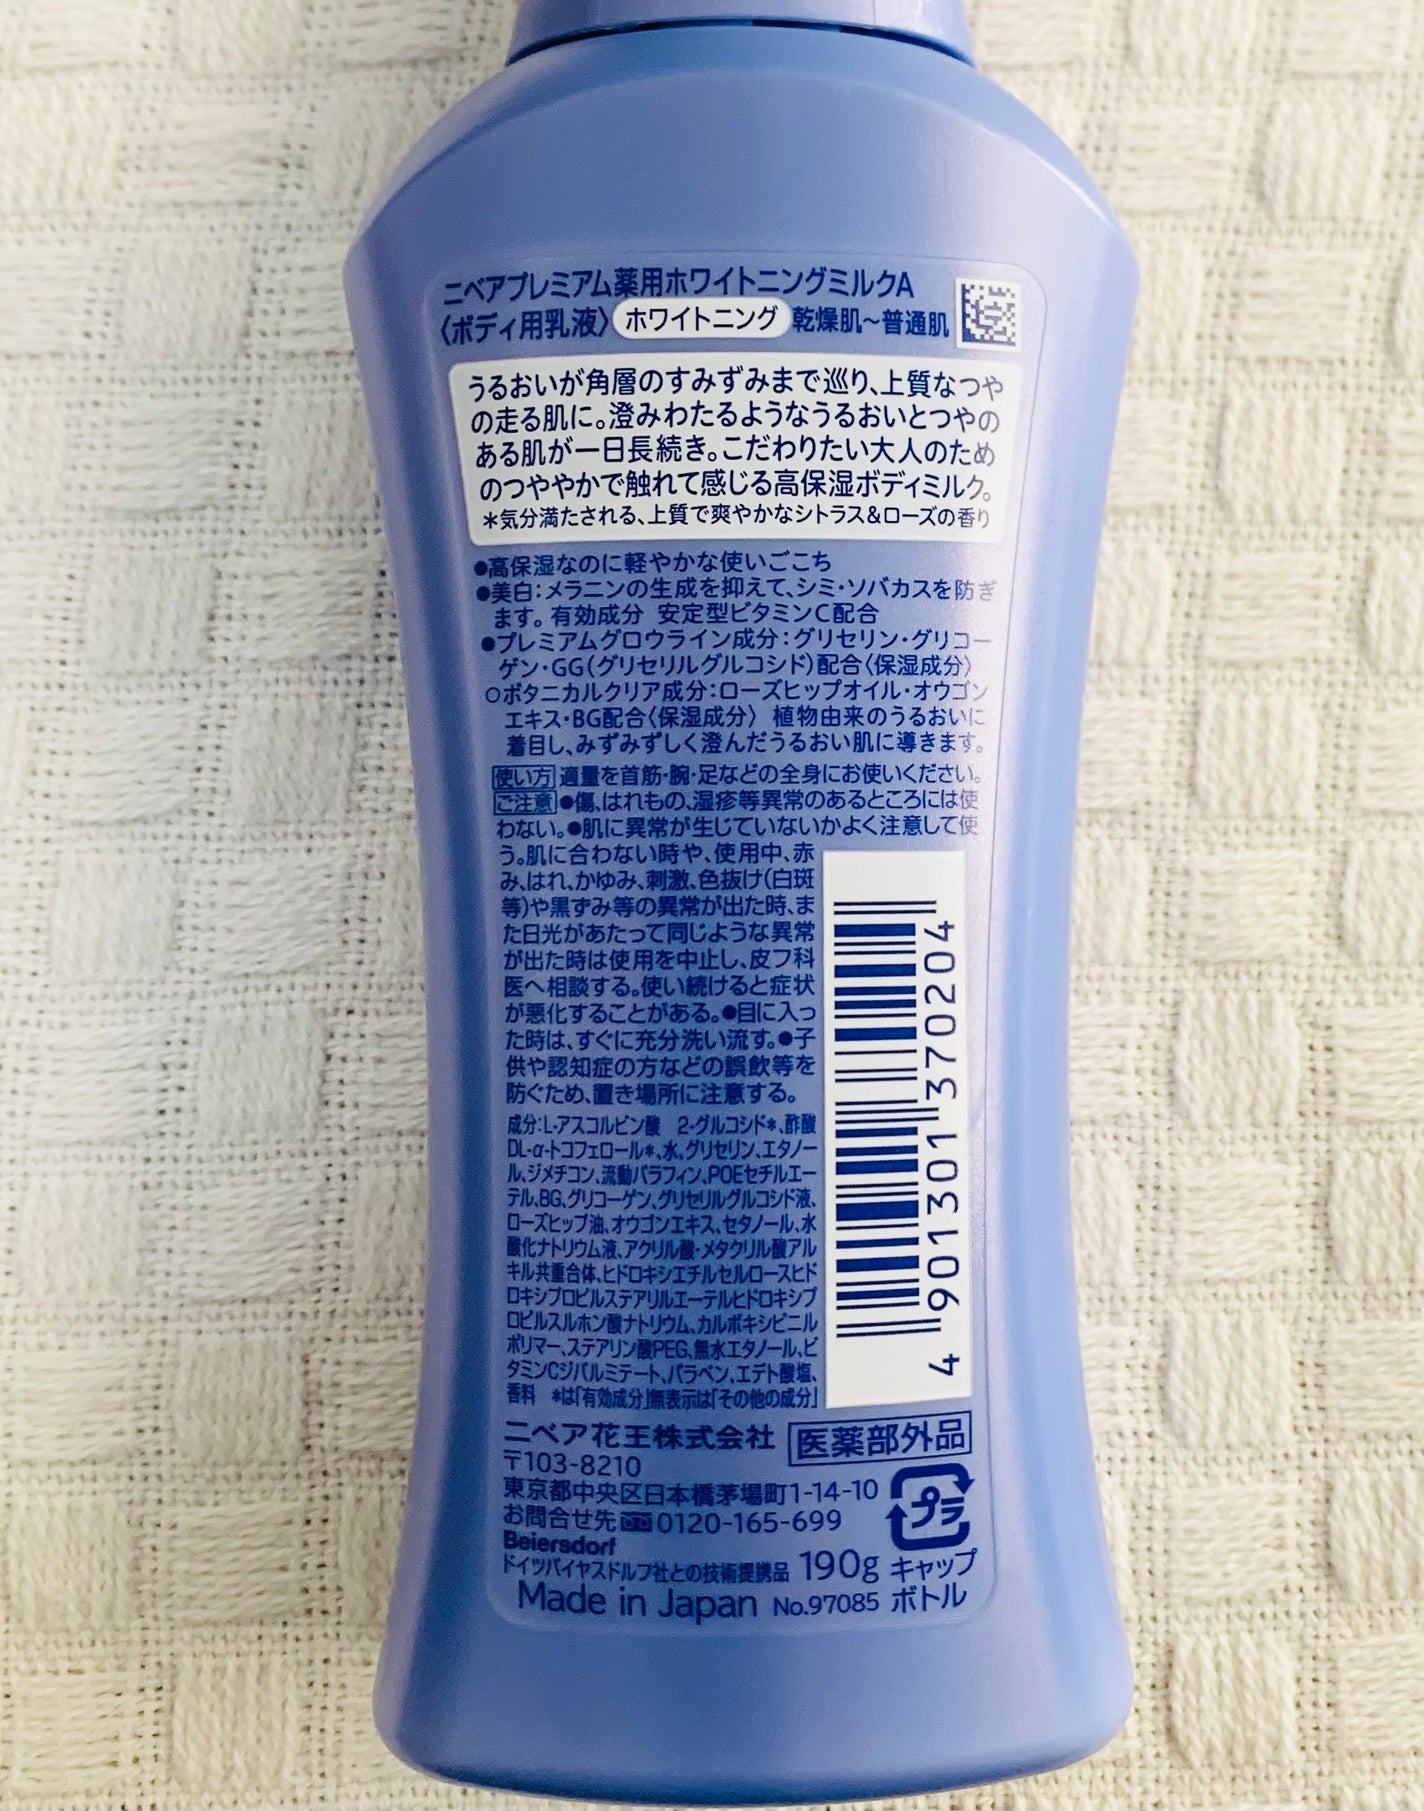 ニベアプレミアム薬用ホワイトニングミルクA
〈ボディ用乳液〉 ホワイトニング 乾燥肌～普通肌
うるおいが角層のすみずみまで巡り、上質なつや
の走る肌に。澄みわたるようなうるおいとつやの
ある肌が一日長続き。こだわりたい大人のため
のつややかで触れて感じる高保湿ボディミルク。
*気分満たされる、上質で爽やかなシトラス&ローズの香り
●高保湿なのに軽やかな使いごこち
●美白:メラニンの生成を抑えて、シミ・ソバカスを防ぎ
ます。有効成分 安定型ビタミンC配合
●プレミアムグロウライン成分:グリセリン・グリコー
ゲン・GG(グリセリルグルコシド)配合〈保湿成分〉
○ボタニカルクリア成分:ローズヒップオイル・オウゴン
エキス・BG配合〈保湿成分〉 植物由来のうるおいに
着目し、みずみずしく澄んだうるおい肌に導きます。
使い方 適量を首筋・腕・足などの全身にお使いください。
ご注意 ●傷、はれもの、湿疹等異常のあるところには使
わない。●肌に異常が生じていないかよく注意して使
う。肌に合わない時や、使用中、赤
み、はれ、かゆみ、刺激、色抜け(白斑
等)や黒ずみ等の異常が出た時、ま
た日光があたって同じような異常
が出た時は使用を中止し、皮フ科
医へ相談する。使い続けると症状
が悪化することがある。●目に入っ
た時は、すぐに充分洗い流す。●子
供や認知症の方などの誤飲等を
防ぐため、置き場所に注意する。
成分:L-アスコルビン酸 2-グルコシド*、酢酸
DL-α-トコフェロール*、水、グリセリン、エタノー
ル、ジメチコン、流動パラフィン、POEセチルエー
テル、BG、グリコーゲン、グリセリルグルコシド液、
ローズヒップ油、オウゴンエキス、セタノール、水
酸化ナトリウム液、アクリル酸・メタクリル酸アル
キル共重合体、ヒドロキシエチルセルロースヒド
ロキシプロピルステアリルエーテルヒドロキシプ
ロピルスルホン酸ナトリウム、カルボキシビニル
ポリマー、ステアリン酸PEG、無水エタノール、ビ
タミンCジパルミテート、パラベン、エデト酸塩、
香料 *は「有効成分」無表示は「その他の成分」
4 901301 372024
ニベア花王株式会社 医薬部外品
〒103-8210
東京都中央区日本橋茅場町1-14-10
お問合せ先 0120-165-699
プラ
Beiersdorf
ドイツバイヤスドルフ社との技術提携品 190g キャップ
Made in Japan No.97085 ボトル